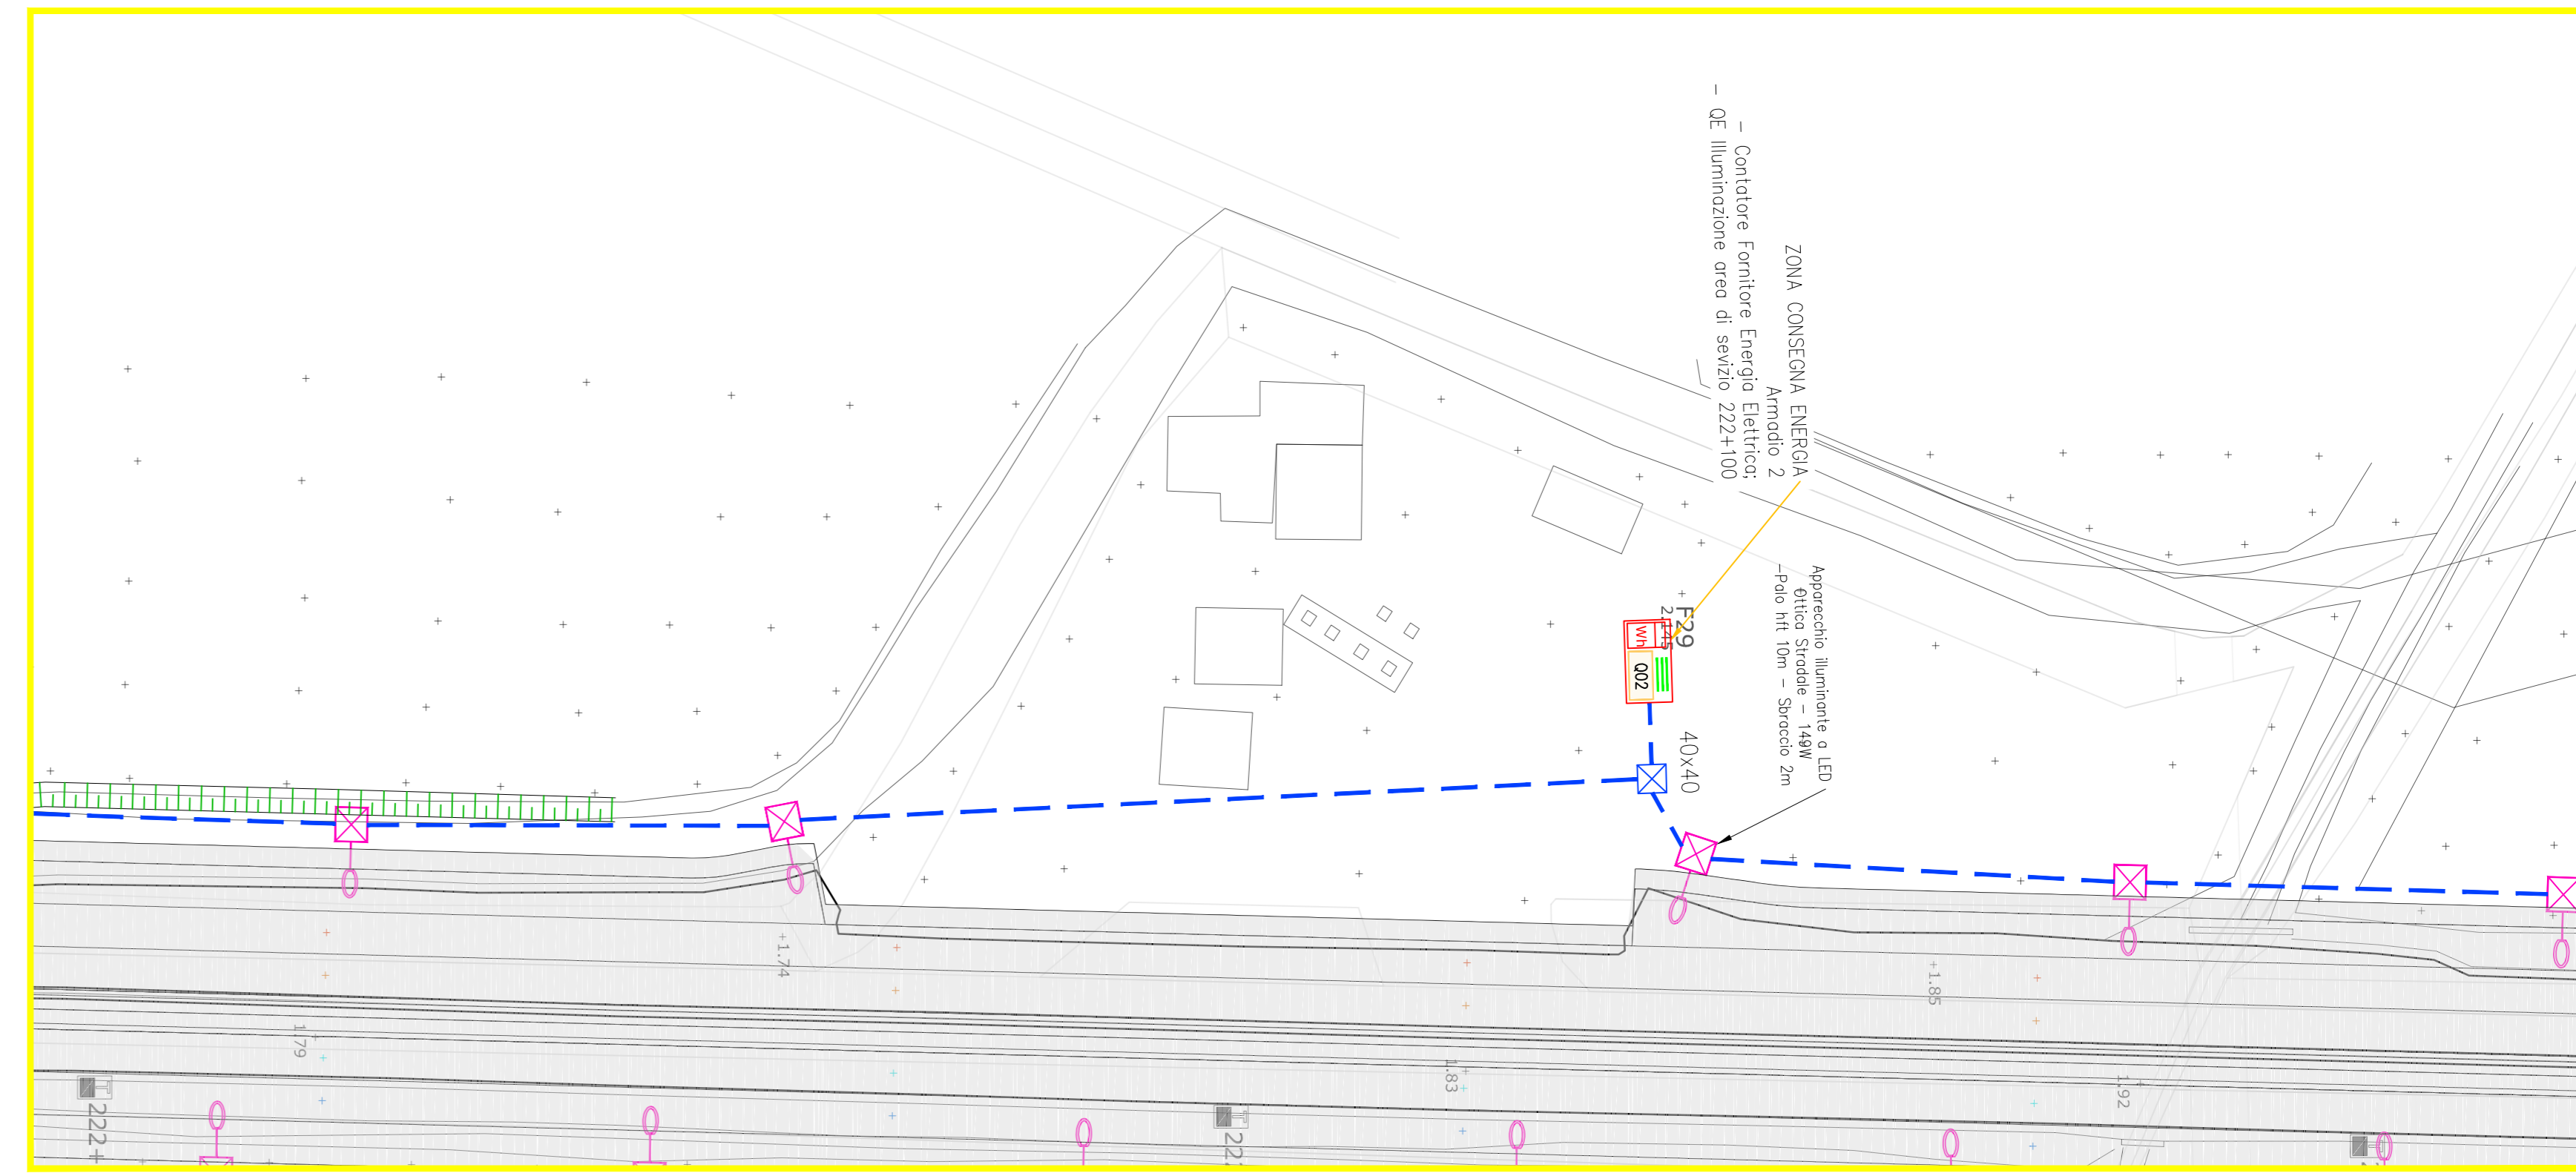 ZONA CONSEGNA ENERGIA
Armadio 2
- Contatore Fornitore Energia Elettrica;
- QE Illuminazione area di sevizio 222+100
Apparecchio illuminante a LED
Ottica Stradale - 149W
-Palo hft 10m - Sbraccio 2m
F29
Wh
Q02
40x40
1.74
1.85
1.79
1.83
1.92
222+
22